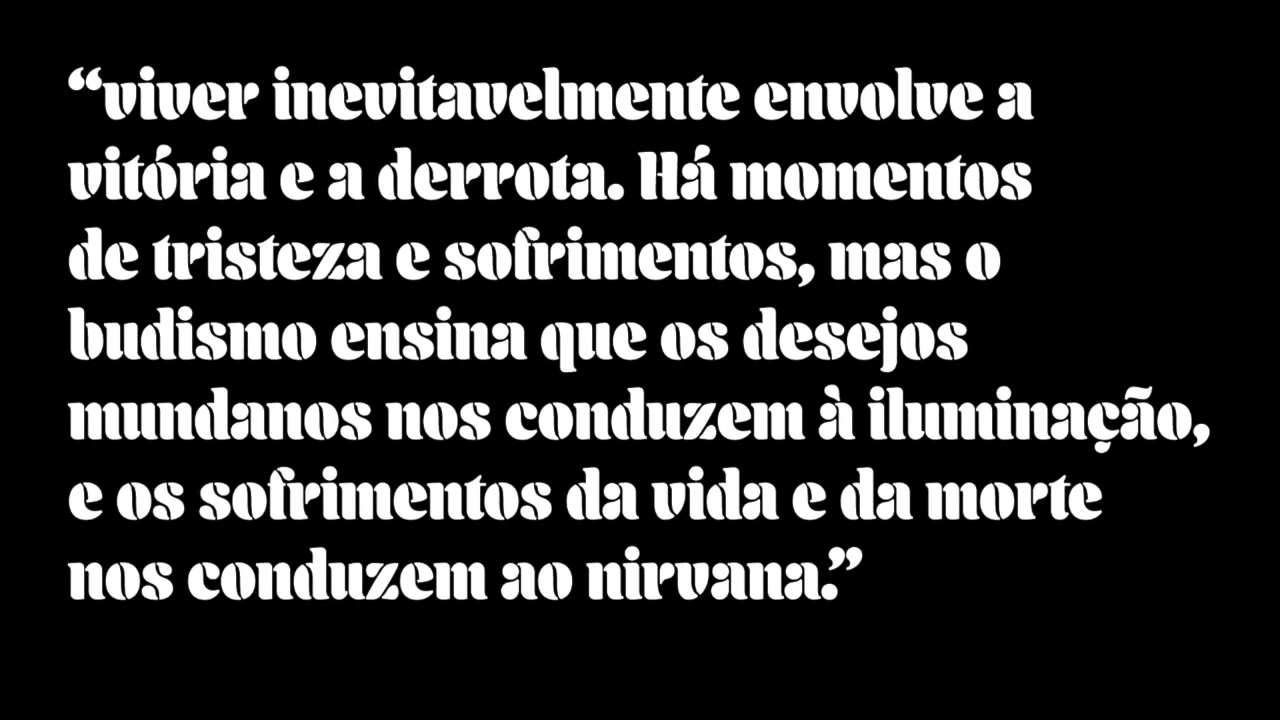 “viver inevitavelmente envolve a
vitória e a derrota. Há momentos
de tristeza e sofrimentos, mas o
budismo ensina que os desejos
mundanos nos conduzem à iluminação,
e os sofrimentos da vida e da morte
nos conduzem ao nirvana.”